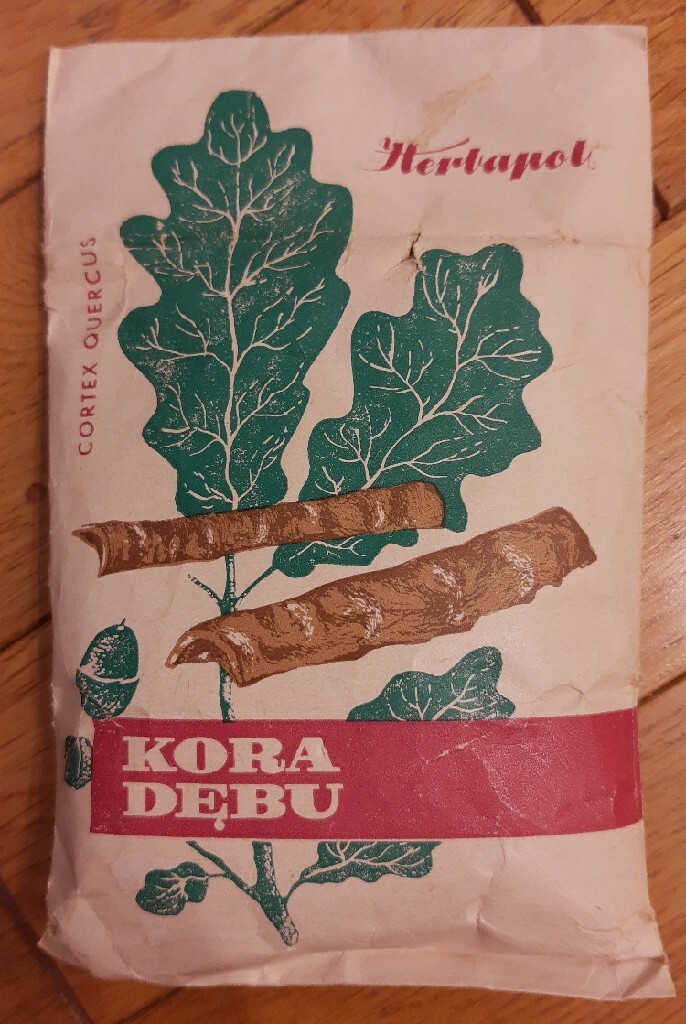 Herbapol
CORTEX QUERCUS
KORA
DĘBU